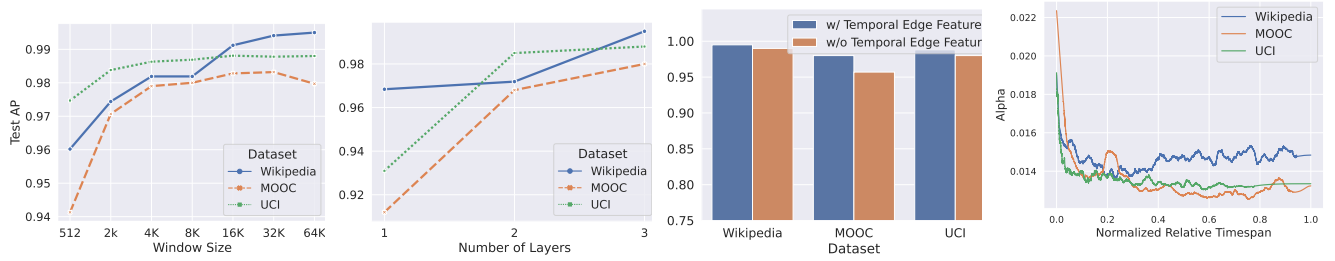 Test AP
0.99
0.98
0.97
0.96
0.95
0.94
512 2k 4K 8K 16K 32K 64K
Window Size
Dataset
Wikipedia
MOOC
UCI
0.98
0.96
0.94
0.92
1 2 3
Number of Layers
Dataset
Wikipedia
MOOC
UCI
1.00
0.95
0.90
0.85
0.80
0.75
w/ Temporal Edge Feature
w/o Temporal Edge Featur
Wikipedia MOOC UCI
Dataset
Alpha
0.022
0.020
0.018
0.016
0.014
0.0 0.2 0.4 0.6 0.8 1.0
Normalized Relative Timespan
Wikipedia
MOOC
UCI